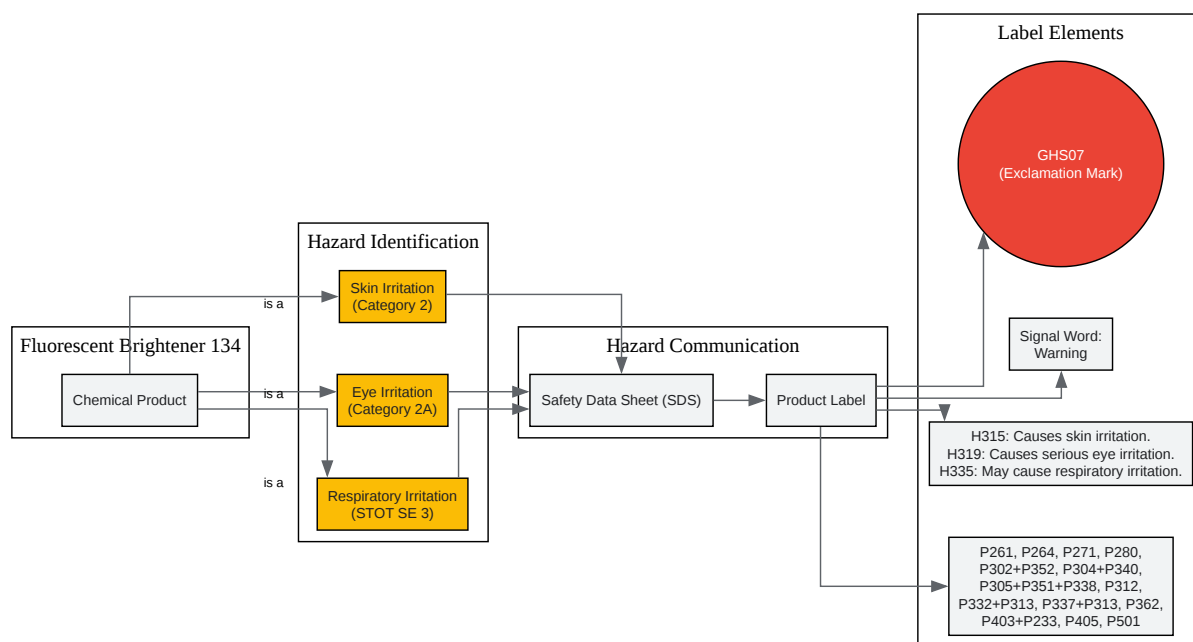 Label Elements
GHS07
(Exclamation Mark)
Hazard Identification
Skin Irritation
(Category 2)
is a
Fluorescent Brightener 134
Chemical Product
is a
Eye Irritation
(Category 2A)
is a
Respiratory Irritation
(STOT SE 3)
Hazard Communication
Safety Data Sheet (SDS)
Product Label
Signal Word:
Warning
H315: Causes skin irritation.
H319: Causes serious eye irritation.
H335: May cause respiratory irritation.
P261, P264, P271, P280,
P302+P352, P304+P340,
P305+P351+P338, P312,
P332+P313, P337+P313, P362,
P403+P233, P405, P501